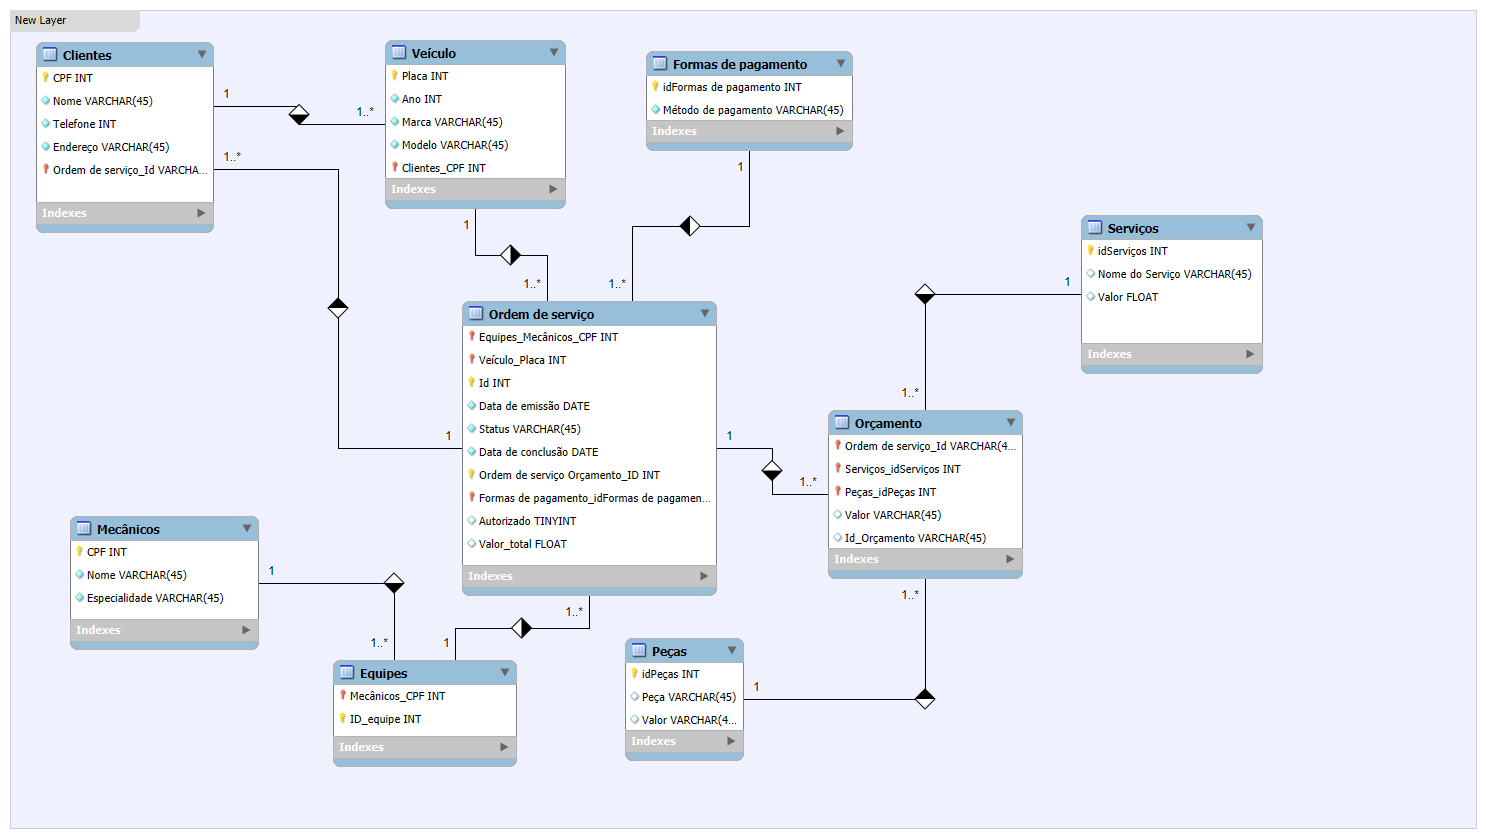 New Layer
Clientes
CPF INT
Nome VARCHAR(45)
Telefone INT
Endereço VARCHAR(45)
Ordem de serviço_Id VARCHA...
Indexes
1
1..*
1..*
1
Veículo
Placa INT
Ano INT
Marca VARCHAR(45)
Modelo VARCHAR(45)
Clientes_CPF INT
Indexes
1
1..*
Formas de pagamento
idFormas de pagamento INT
Método de pagamento VARCHAR(45)
Indexes
1
1..*
Serviços
idServiços INT
Nome do Serviço VARCHAR(45)
Valor FLOAT
Indexes
1
1..*
Ordem de serviço
Equipes_Mecânicos_CPF INT
Veículo_Placa INT
Id INT
Data de emissão DATE
Status VARCHAR(45)
Data de conclusão DATE
Ordem de serviço Orçamento_ID INT
Formas de pagamento_idFormas de pagamen...
Autorizado TINYINT
Valor_total FLOAT
Indexes
1
1..*
Orçamento
Ordem de serviço_Id VARCHAR(4...
Serviços_idServiços INT
Peças_idPeças INT
Valor VARCHAR(45)
Id_Orçamento VARCHAR(45)
Indexes
1..*
1
Mecânicos
CPF INT
Nome VARCHAR(45)
Especialidade VARCHAR(45)
Indexes
1
1..*
1
1..*
Equipes
Mecânicos_CPF INT
ID_equipe INT
Indexes
Peças
idPeças INT
Peça VARCHAR(45)
Valor VARCHAR(4...
Indexes